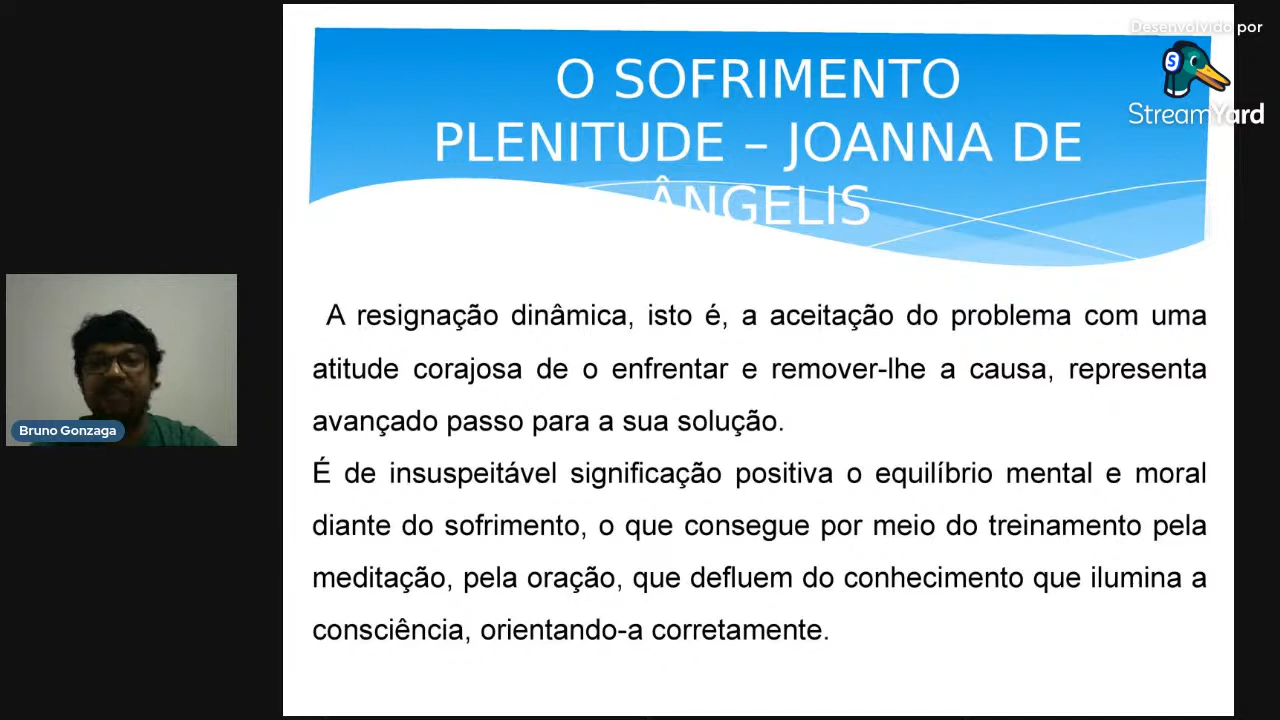 Desenvolvido por
StreamYard
O SOFRIMENTO
PLENITUDE – JOANNA DE
ÂNGELIS
A resignação dinâmica, isto é, a aceitação do problema com uma
atitude corajosa de o enfrentar e remover-lhe a causa, representa
avançado passo para a sua solução.
É de insuspeitável significação positiva o equilíbrio mental e moral
diante do sofrimento, o que consegue por meio do treinamento pela
meditação, pela oração, que defluem do conhecimento que ilumina a
consciência, orientando-a corretamente.
Bruno Gonzaga